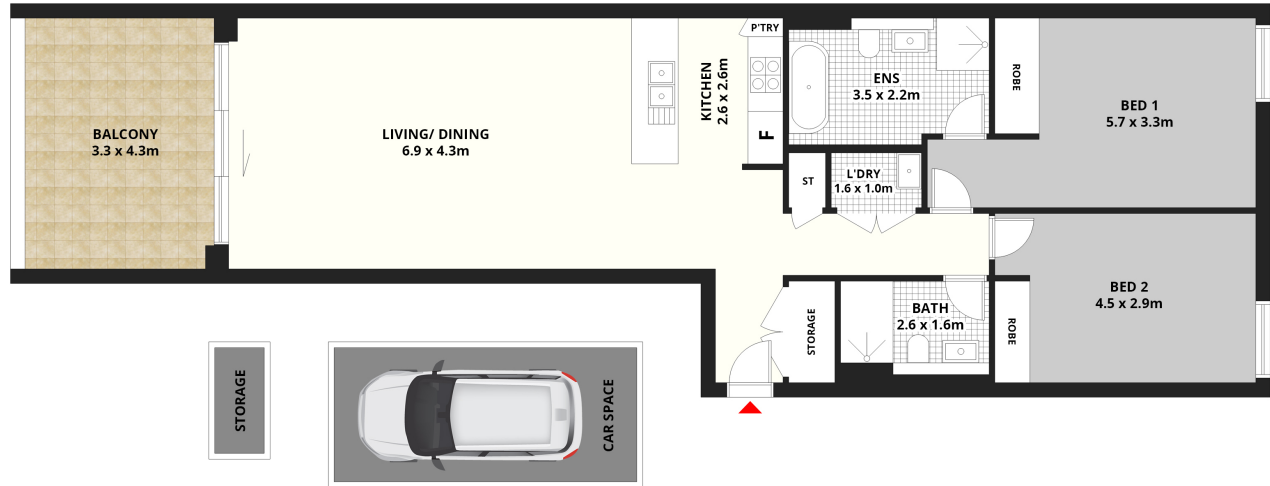 BALCONY
3.3 x 4.3m
LIVING/ DINING
6.9 x 4.3m
KITCHEN
2.6 x 2.6m
P'TRY
F
ENS
3.5 x 2.2m
ROBE
BED 1
5.7 x 3.3m
ST
L'DRY
1.6 x 1.0m
BED 2
4.5 x 2.9m
STORAGE
BATH
2.6 x 1.6m
ROBE
STORAGE
CAR SPACE